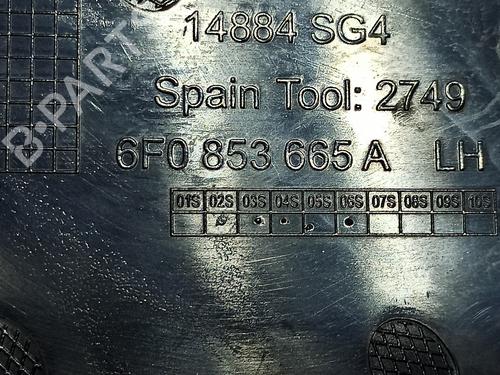 14884 SG4
Spain Tool: 2749
6F0 853 665 A LH
01S 02S 03S 04S 05S 06S 07S 08S 09S 10S
B-PARTS